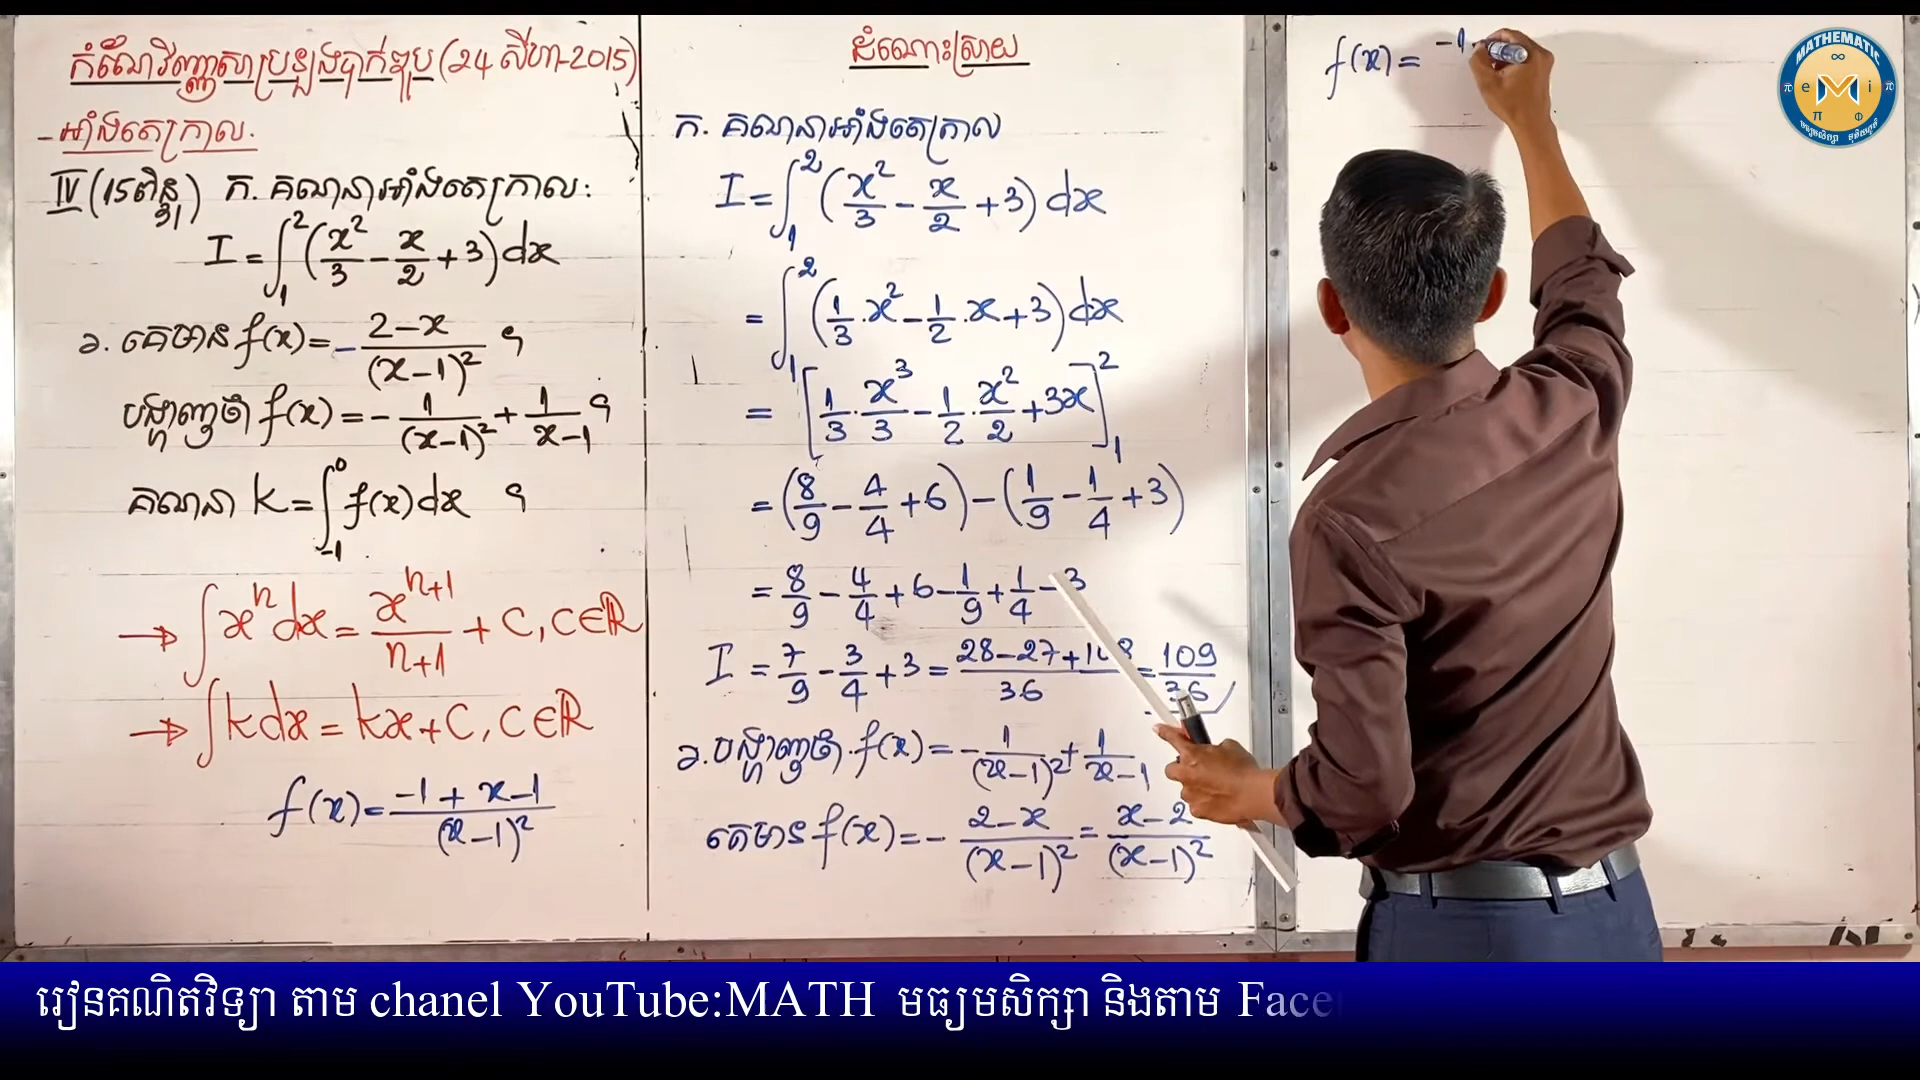 កំណែវិញ្ញាសាប្រឡងបាក់ឌុប (24 សីហា-2015)
- អាំងតេក្រាល.
IV (15ពិន្ទុ) ក. គណនាអាំងតេក្រាល:
I = ∫₁² (x²/3 - x/2 + 3) dx
ខ. គេមាន f(x) = - (2-x)/(x-1)² ។
បង្ហាញថា f(x) = - 1/(x-1)² + 1/(x-1) ។
គណនា K = ∫₋₁⁰ f(x) dx ។
→ ∫ xⁿ dx = xⁿ⁺¹/(n+1) + C, C∈ℝ
→ ∫ k dx = kx + C, C∈ℝ
f(x) = (-1 + x-1)/(x-1)²
ដំណោះស្រាយ
ក. គណនាអាំងតេក្រាល
I = ∫₁² (x²/3 - x/2 + 3) dx
= ∫₁² (1/3 . x² - 1/2 . x + 3) dx
= [1/3 . x³/3 - 1/2 . x²/2 + 3x]₁²
= (8/9 - 4/4 + 6) - (1/9 - 1/4 + 3)
= 8/9 - 4/4 + 6 - 1/9 + 1/4 - 3
I = 7/9 - 3/4 + 3 = (28-27+108)/36 = 109/36
ខ. បង្ហាញថា f(x) = - 1/(x-1)² + 1/(x-1)
គេមាន f(x) = - (2-x)/(x-1)² = (x-2)/(x-1)²
f(x) = -1
MATHEMATIC
∞
π e M i π
π Φ
រៀនគណិតវិទ្យា តាម chanel YouTube:MATH មធ្យមសិក្សា និងតាម Face